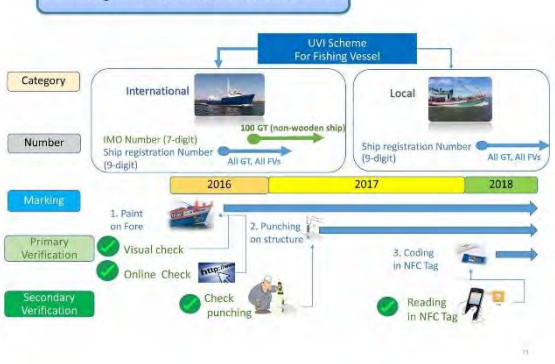 UVI Scheme
For Fishing Vessel
Category
International
Local
Number
100 GT (non-wooden ship)
IMO Number (7-digit)
Ship registration Number
(9-digit)
All GT, All FVs
Ship registration Number
(9-digit)
All GT, All FVs
2016
2017
2018
Marking
1. Paint
on Fore
2. Punching
on structure
3. Coding
in NFC Tag
Primary
Verification
Visual check
Online Check
http://
Secondary
Verification
Check
punching
Reading
in NFC Tag
11